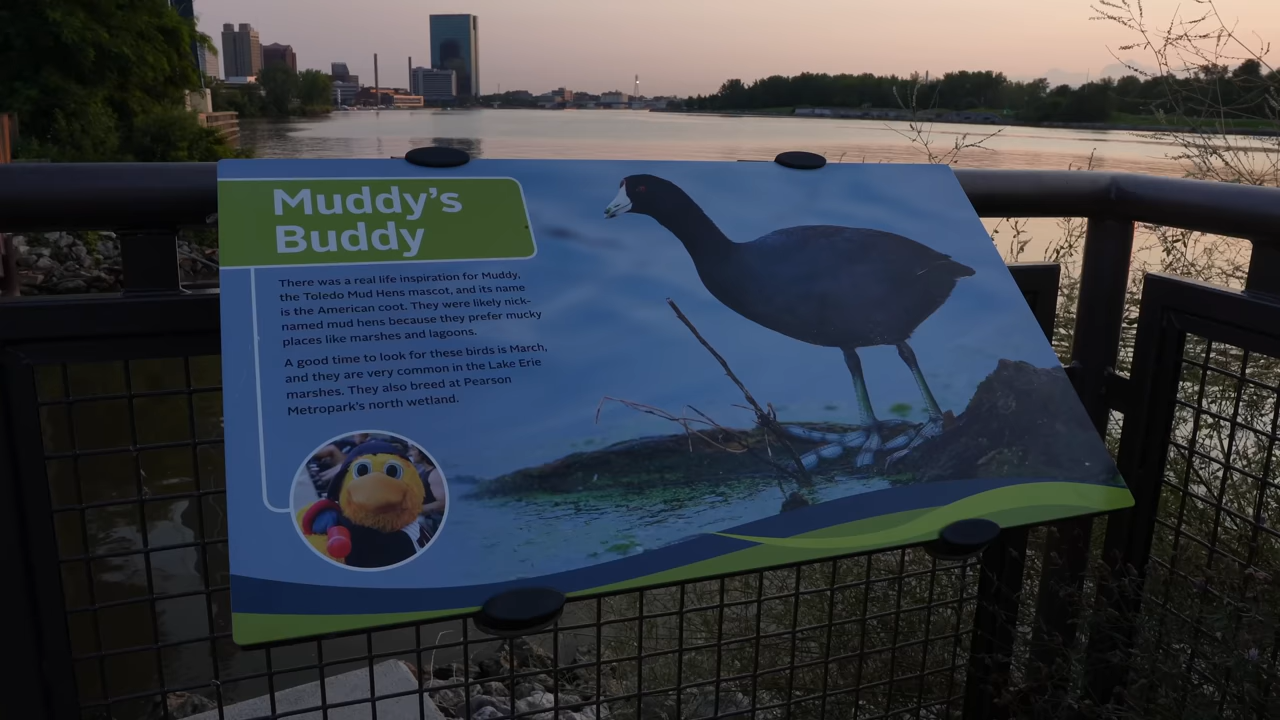 Muddy's
Buddy
There was a real life inspiration for Muddy,
the Toledo Mud Hens mascot, and its name
is the American coot. They were likely nick-
named mud hens because they prefer mucky
places like marshes and lagoons.
A good time to look for these birds is March,
and they are very common in the Lake Erie
marshes. They also breed at Pearson
Metropark's north wetland.